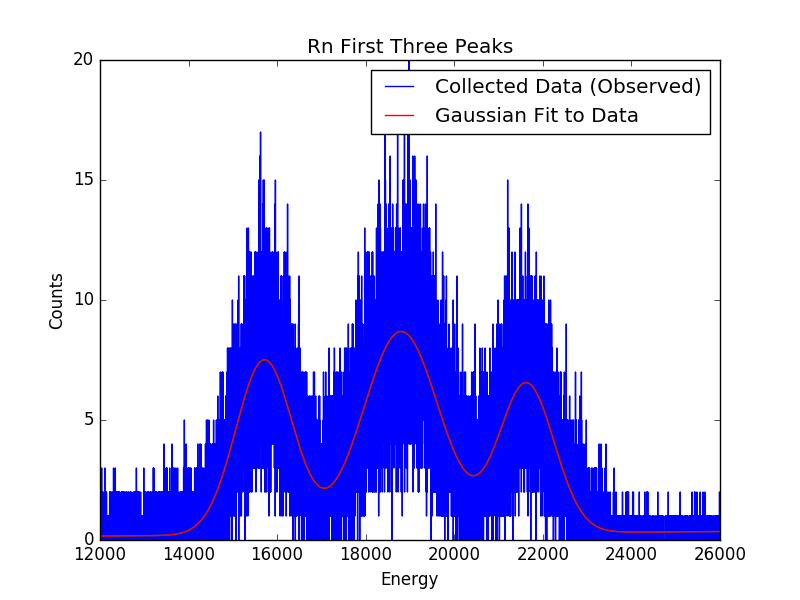 Rn First Three Peaks
Collected Data (Observed)
Gaussian Fit to Data
20
15
10
5
0
Counts
12000 14000 16000 18000 20000 22000 24000 26000
Energy